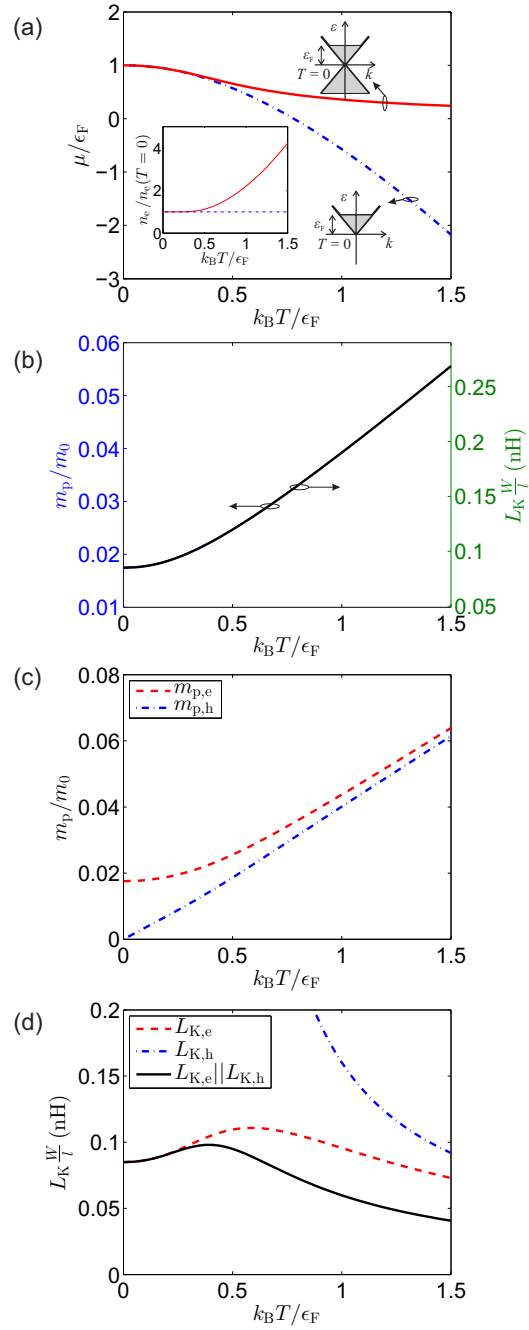 (a)
1
0
−1
−2
−3
μ/ϵF
ε
εF
T = 0
k
ne/ne(T = 0)
4
2
0
0
0.5
1
1.5
kBT/ϵF
ε
εF
T = 0
k
0
0.5
1
1.5
kBT/ϵF
(b)
0.06
0.05
0.04
0.03
0.02
0.01
mp/m0
0.25
0.2
0.15
0.1
0.05
LK W/l (nH)
0
0.5
1
1.5
kBT/ϵF
(c)
0.08
0.06
0.04
0.02
0
mp/m0
mp,e
mp,h
0
0.5
1
1.5
kBT/ϵF
(d)
0.2
0.15
0.1
0.05
0
LK W/l (nH)
LK,e
LK,h
LK,e||LK,h
0
0.5
1
1.5
kBT/ϵF